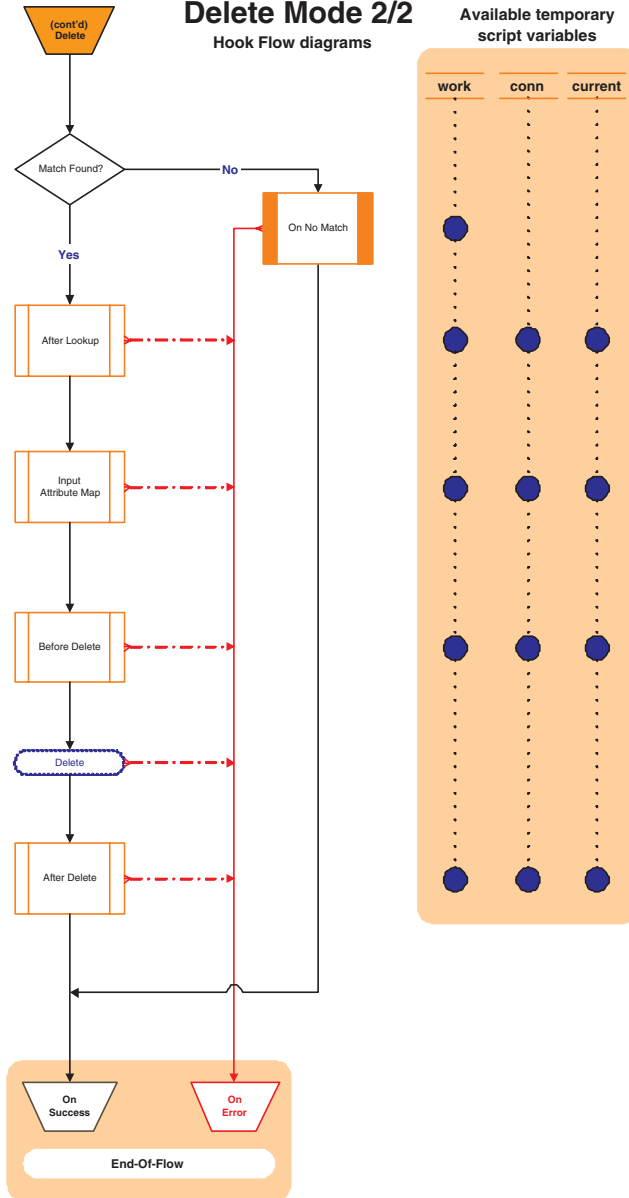 Delete Mode 2/2
Hook Flow diagrams
Available temporary
script variables
(cont'd)
Delete
work
conn
current
Match Found?
No
On No Match
Yes
After Lookup
Input
Attribute Map
Before Delete
Delete
After Delete
On
Success
On
Error
End-Of-Flow